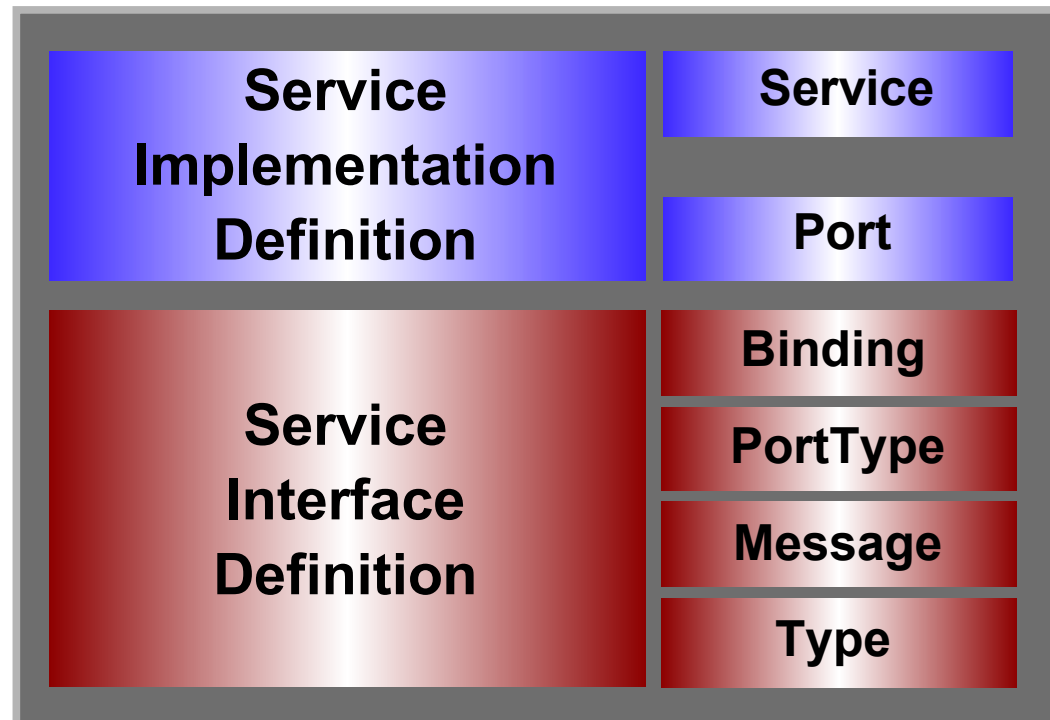 Service
Implementation
Definition
Service
Port
Service
Interface
Definition
Binding
PortType
Message
Type